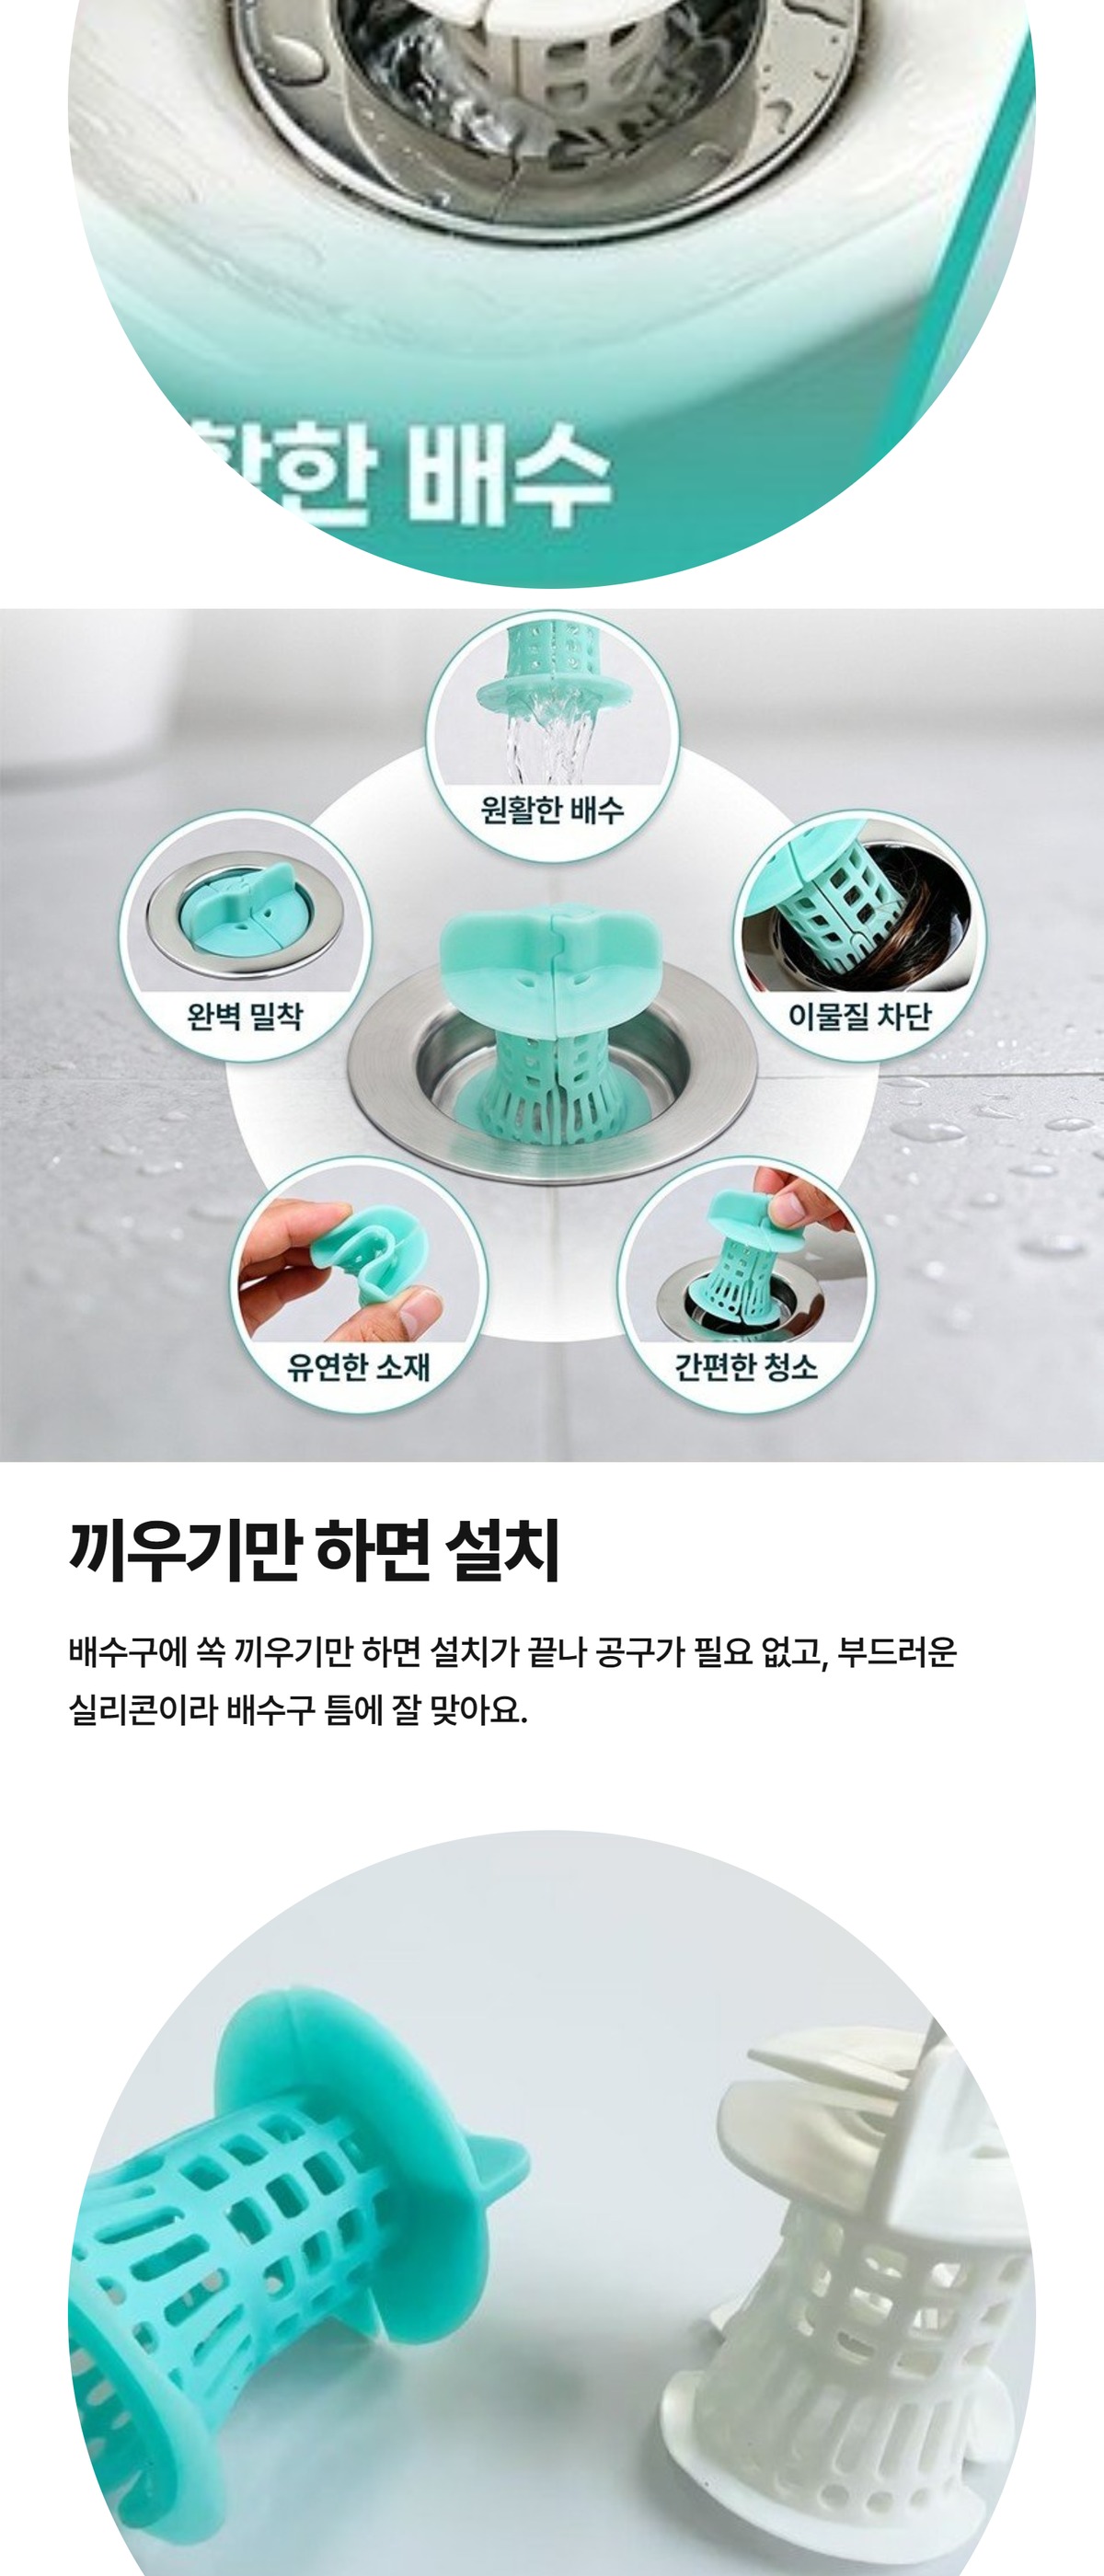 한 배수
원활한 배수
완벽 밀착
이물질 차단
유연한 소재
간편한 청소
끼우기만 하면 설치
배수구에 쏙 끼우기만 하면 설치가 끝나 공구가 필요 없고, 부드러운
실리콘이라 배수구 틈에 잘 맞아요.